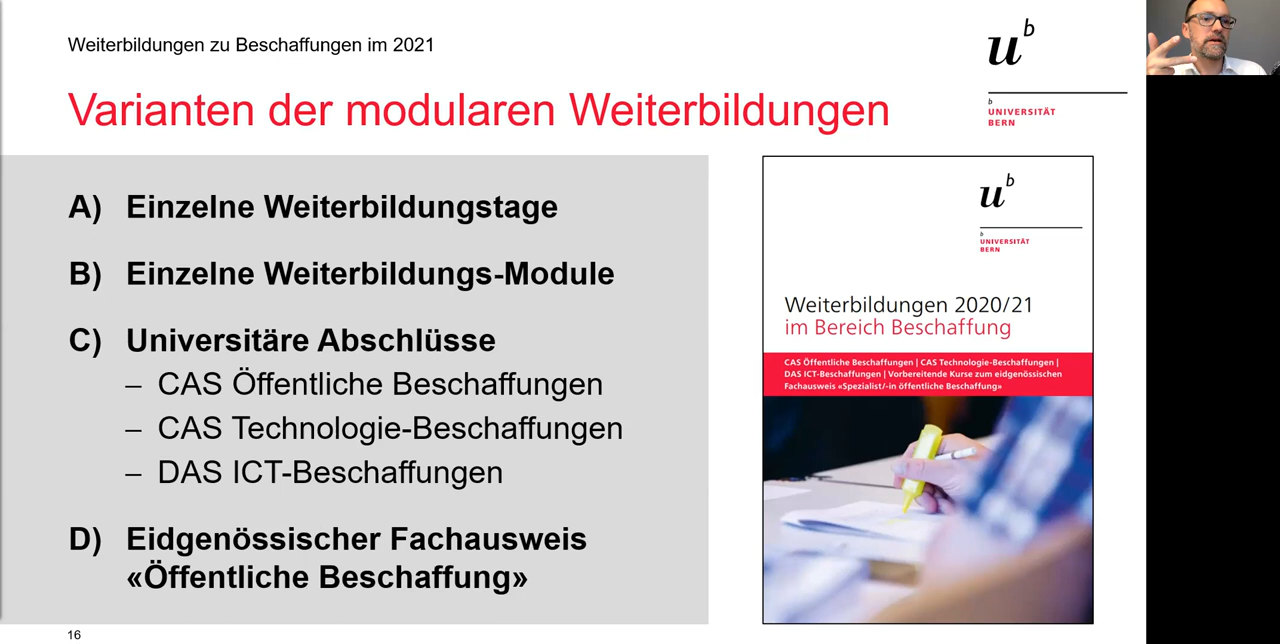 Weiterbildungen zu Beschaffungen im 2021
Varianten der modularen Weiterbildungen
u^b
b
UNIVERSITÄT
BERN
A) Einzelne Weiterbildungstage
B) Einzelne Weiterbildungs-Module
C) Universitäre Abschlüsse
– CAS Öffentliche Beschaffungen
– CAS Technologie-Beschaffungen
– DAS ICT-Beschaffungen
D) Eidgenössischer Fachausweis
«Öffentliche Beschaffung»
u^b
b
UNIVERSITÄT
BERN
Weiterbildungen 2020/21
im Bereich Beschaffung
CAS Öffentliche Beschaffungen | CAS Technologie-Beschaffungen |
DAS ICT-Beschaffungen | Vorbereitende Kurse zum eidgenössischen
Fachausweis «Spezialist/-in öffentliche Beschaffung»
16